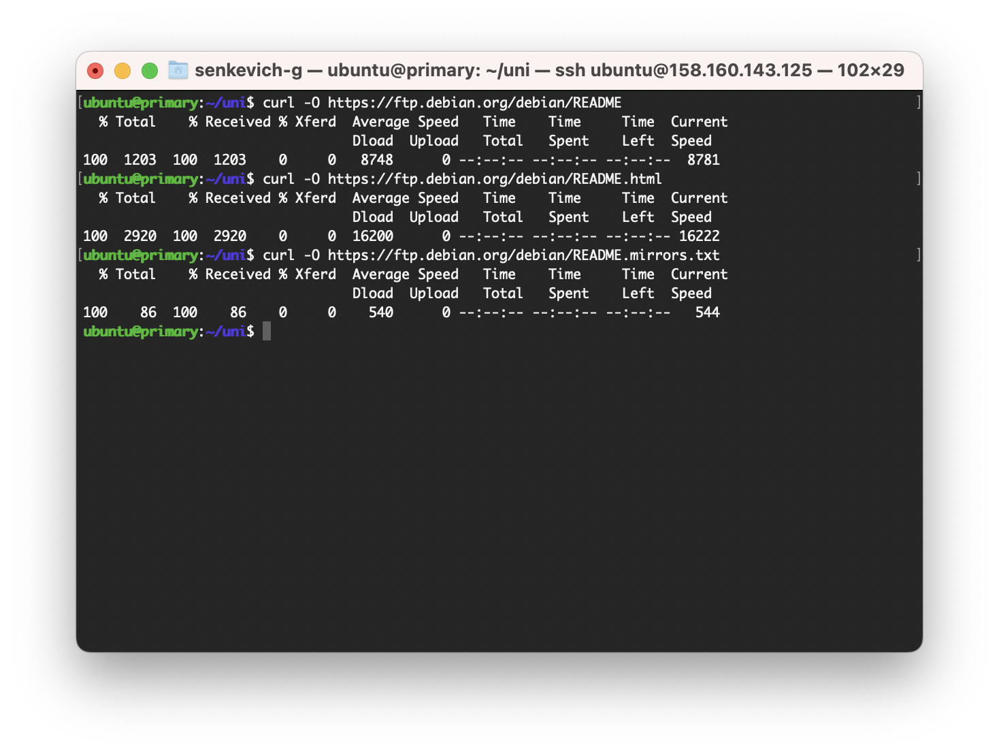 senkevich-g — ubuntu@primary: ~/uni — ssh ubuntu@158.160.143.125 — 102×29
[ubuntu@primary:~/uni$ curl -O https://ftp.debian.org/debian/README ]
  % Total    % Received % Xferd  Average Speed   Time    Time     Time  Current
                                 Dload  Upload   Total   Spent    Left  Speed
100  1203  100  1203    0     0   8748      0 --:--:-- --:--:-- --:--:--  8781
[ubuntu@primary:~/uni$ curl -O https://ftp.debian.org/debian/README.html ]
  % Total    % Received % Xferd  Average Speed   Time    Time     Time  Current
                                 Dload  Upload   Total   Spent    Left  Speed
100  2920  100  2920    0     0  16200      0 --:--:-- --:--:-- --:--:-- 16222
[ubuntu@primary:~/uni$ curl -O https://ftp.debian.org/debian/README.mirrors.txt ]
  % Total    % Received % Xferd  Average Speed   Time    Time     Time  Current
                                 Dload  Upload   Total   Spent    Left  Speed
100    86  100    86    0     0    540      0 --:--:-- --:--:-- --:--:--   544
ubuntu@primary:~/uni$